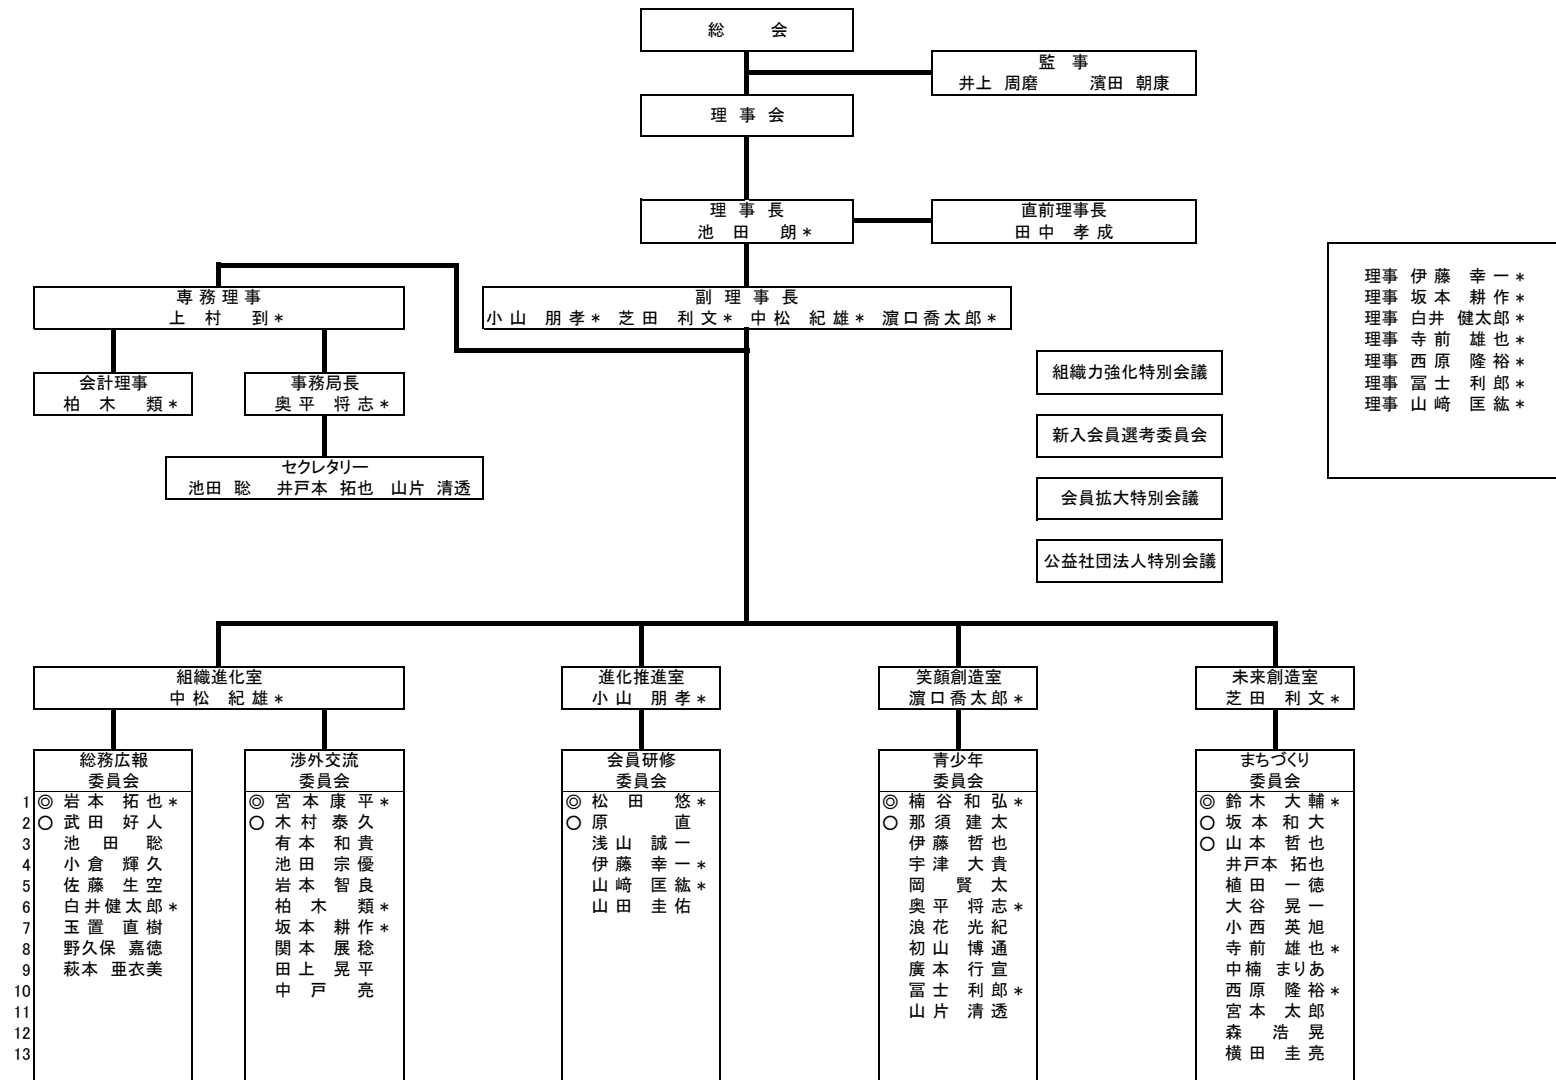 総 会
監 事
井上 周磨 濱田 朝康
理 事 会
理 事 長
池 田 朗 *
直前理事長
田 中 孝 成
専 務 理 事
上 村 到 *
副 理 事 長
小 山 朋 孝 * 芝 田 利 文 * 中 松 紀 雄 * 濵 口 喬太郎 *
理事 伊 藤 幸 一 *
理事 坂 本 耕 作 *
理事 白井 健太郎 *
理事 寺 前 雄 也 *
理事 西 原 隆 裕 *
理事 冨 士 利 郎 *
理事 山 﨑 匡 紘 *
会計理事
柏 木 類 *
事務局長
奥 平 将 志 *
セクレタリー
池田 聡 井戸本 拓也 山片 清透
組織力強化特別会議
新入会員選考委員会
会員拡大特別会議
公益社団法人特別会議
組織進化室
中 松 紀 雄 *
進化推進室
小 山 朋 孝 *
笑顔創造室
濵 口 喬太郎 *
未来創造室
芝 田 利 文 *
総務広報
委員会
1 ◎ 岩 本 拓 也 *
2 ○ 武 田 好 人
3 池 田 聡
4 小 倉 輝 久
5 佐 藤 生 空
6 白井健太郎 *
7 玉 置 直 樹
8 野久保 嘉徳
9 萩本 亜衣美
10
11
12
13
渉外交流
委員会
◎ 宮 本 康 平 *
○ 木 村 泰 久
有 本 和 貴
池 田 宗 優
岩 本 智 良
柏 木 類 *
坂 本 耕 作 *
関 本 展 稔
田 上 晃 平
中 戸 亮
会員研修
委員会
◎ 松 田 悠 *
○ 原 直
浅 山 誠 一
伊 藤 幸 一 *
山 﨑 匡 紘 *
山 田 圭 佑
青少年
委員会
◎ 楠 谷 和 弘 *
○ 那 須 建 太
伊 藤 哲 也
宇 津 大 貴
岡 賢 太
奥 平 将 志 *
浪 花 光 紀
初 山 博 通
廣 本 行 宣
冨 士 利 郎 *
山 片 清 透
まちづくり
委員会
◎ 鈴 木 大 輔 *
○ 坂 本 和 大
○ 山 本 哲 也
井戸本 拓也
植 田 一 徳
大 谷 晃 一
小 西 英 旭
寺 前 雄 也 *
中楠 まりあ
西 原 隆 裕 *
宮 本 太 郎
森 浩 晃
横 田 圭 亮